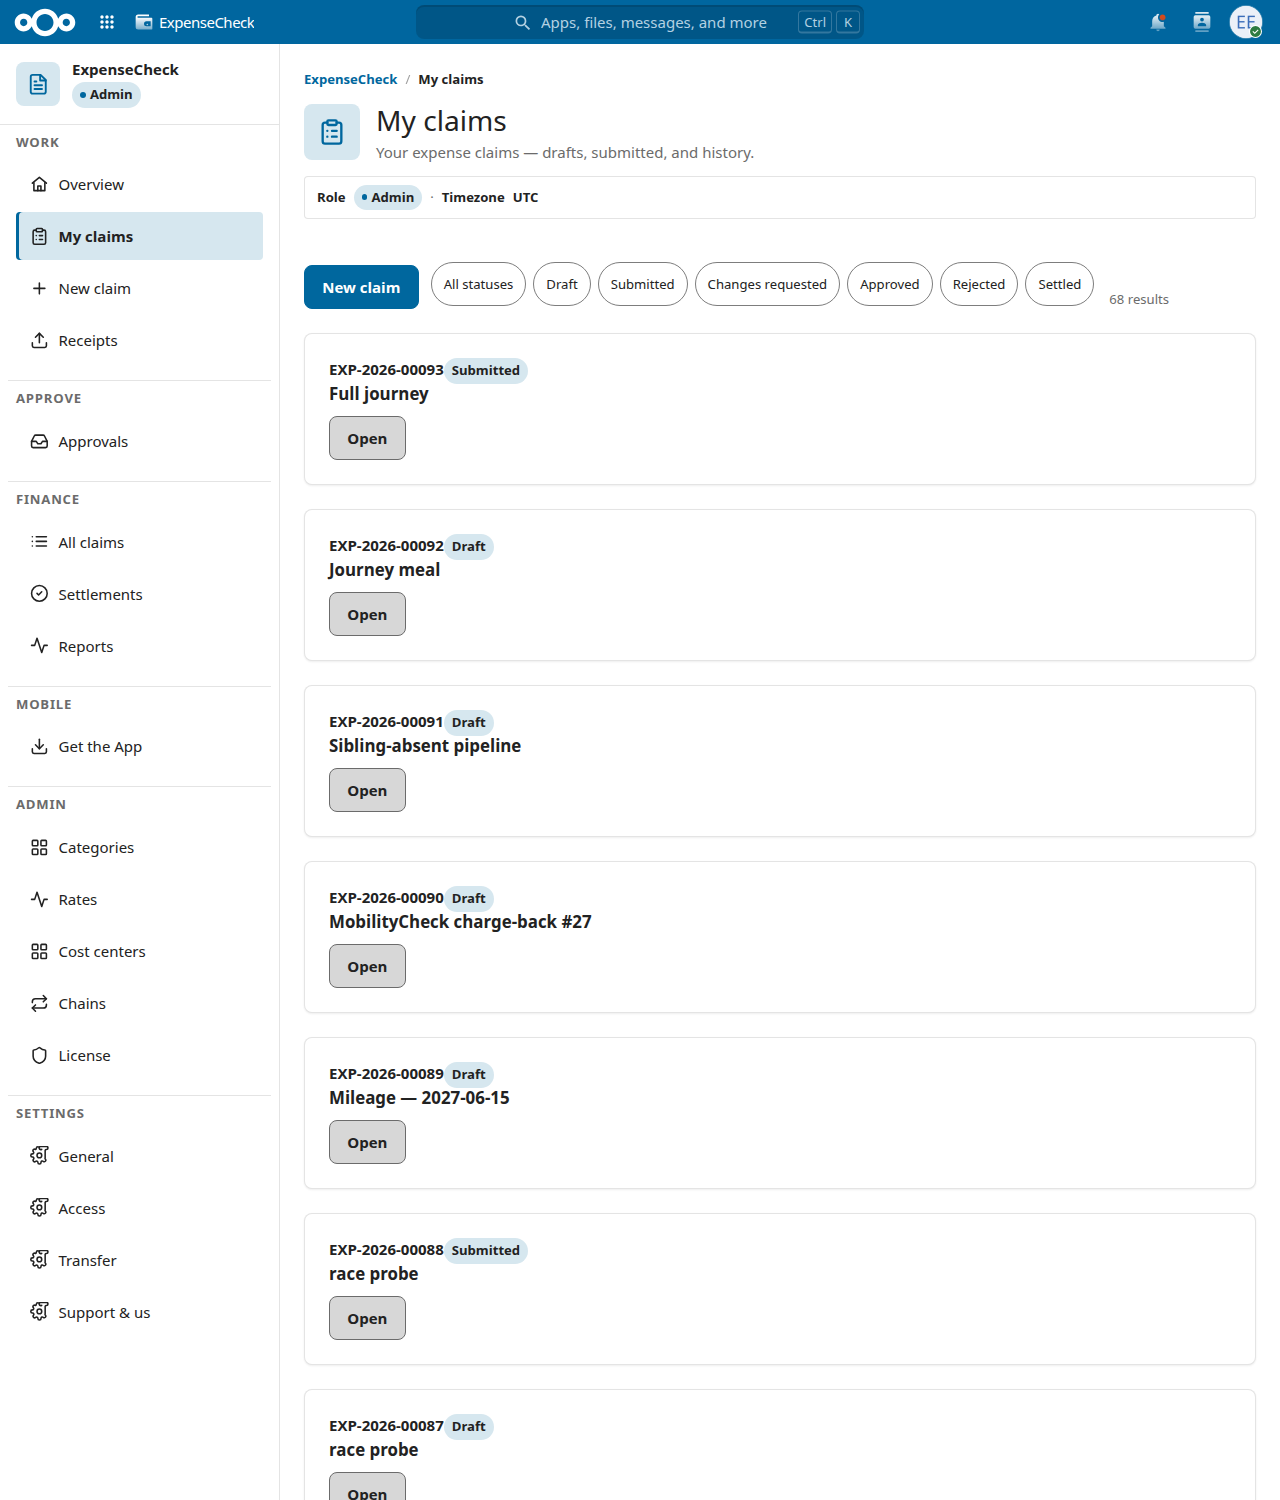 ExpenseCheck
Apps, files, messages, and more
Ctrl K
EF
ExpenseCheck
Admin
WORK
Overview
My claims
New claim
Receipts
APPROVE
Approvals
FINANCE
All claims
Settlements
Reports
MOBILE
Get the App
ADMIN
Categories
Rates
Cost centers
Chains
License
SETTINGS
General
Access
Transfer
Support & us
ExpenseCheck / My claims
My claims
Your expense claims — drafts, submitted, and history.
Role Admin · Timezone UTC
New claim All statuses Draft Submitted Changes requested Approved Rejected Settled 68 results
EXP-2026-00093 Submitted
Full journey
Open
EXP-2026-00092 Draft
Journey meal
Open
EXP-2026-00091 Draft
Sibling-absent pipeline
Open
EXP-2026-00090 Draft
MobilityCheck charge-back #27
Open
EXP-2026-00089 Draft
Mileage — 2027-06-15
Open
EXP-2026-00088 Submitted
race probe
Open
EXP-2026-00087 Draft
race probe
Open